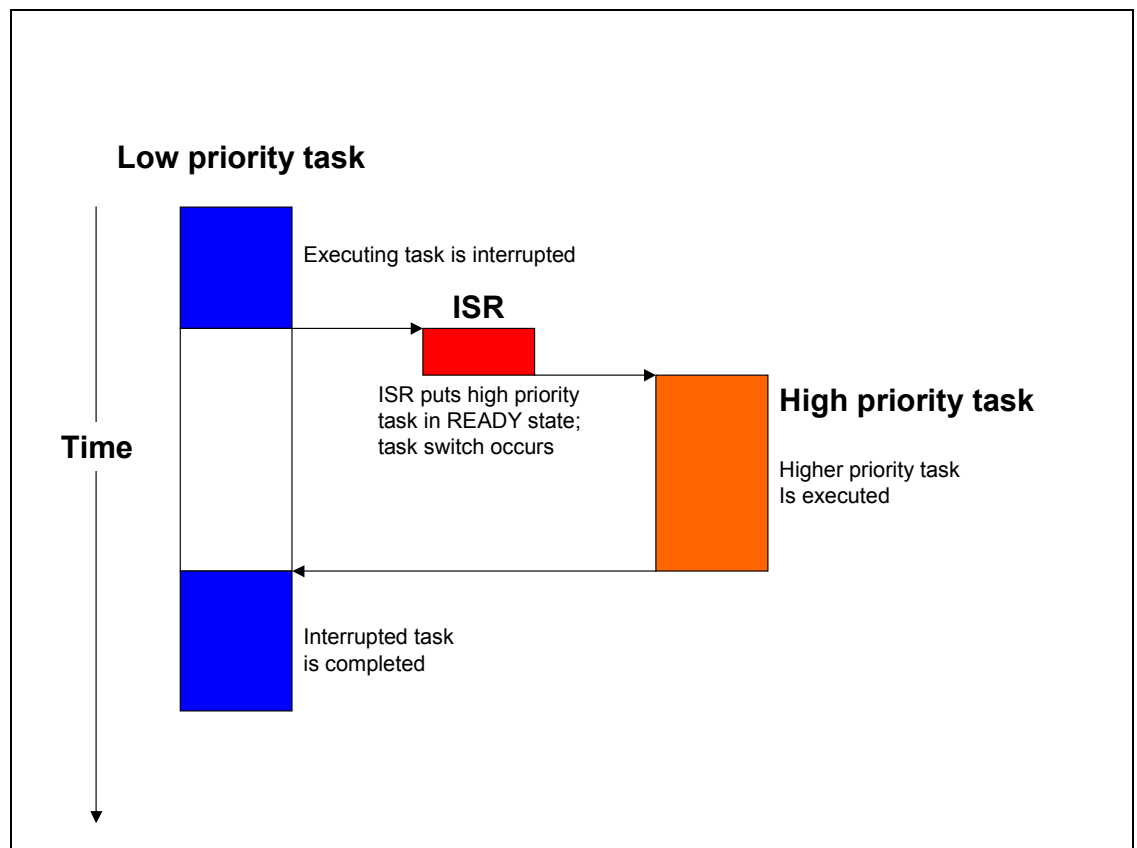 Low priority task
Executing task is interrupted
ISR
ISR puts high priority
task in READY state;
task switch occurs
High priority task
Time
Higher priority task
Is executed
Interrupted task
is completed